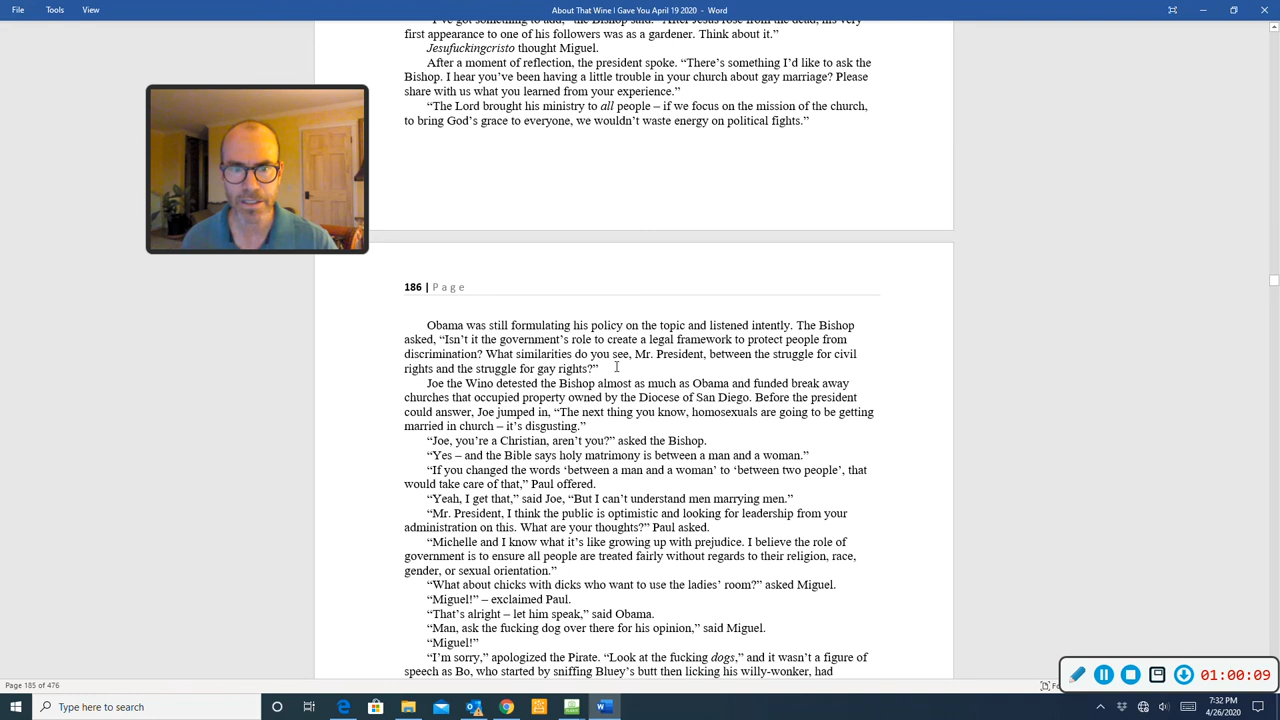 File
Tools
View
About That Wine I Gave You April 19 2020 - Word
"I've got something to add," the Bishop said. "After Jesus rose from the dead, his very
first appearance to one of his followers was as a gardener. Think about it."
Jesufuckingcristo thought Miguel.
After a moment of reflection, the president spoke. "There's something I'd like to ask the
Bishop. I hear you've been having a little trouble in your church about gay marriage? Please
share with us what you learned from your experience."
"The Lord brought his ministry to all people – if we focus on the mission of the church,
to bring God's grace to everyone, we wouldn't waste energy on political fights."
186 | Page
Obama was still formulating his policy on the topic and listened intently. The Bishop
asked, "Isn't it the government's role to create a legal framework to protect people from
discrimination? What similarities do you see, Mr. President, between the struggle for civil
rights and the struggle for gay rights?"
Joe the Wino detested the Bishop almost as much as Obama and funded break away
churches that occupied property owned by the Diocese of San Diego. Before the president
could answer, Joe jumped in, "The next thing you know, homosexuals are going to be getting
married in church – it's disgusting."
"Joe, you're a Christian, aren't you?" asked the Bishop.
"Yes – and the Bible says holy matrimony is between a man and a woman."
"If you changed the words 'between a man and a woman' to 'between two people', that
would take care of that," Paul offered.
"Yeah, I get that," said Joe, "But I can't understand men marrying men."
"Mr. President, I think the public is optimistic and looking for leadership from your
administration on this. What are your thoughts?" Paul asked.
"Michelle and I know what it's like growing up with prejudice. I believe the role of
government is to ensure all people are treated fairly without regards to their religion, race,
gender, or sexual orientation."
"What about chicks with dicks who want to use the ladies' room?" asked Miguel.
"Miguel!" – exclaimed Paul.
"That's alright – let him speak," said Obama.
"Man, ask the fucking dog over there for his opinion," said Miguel.
"Miguel!"
"I'm sorry," apologized the Pirate. "Look at the fucking dogs," and it wasn't a figure of
speech as Bo, who started by sniffing Bluey's butt then licking his willy-wonker, had
Page 185 of 476
01:00:09
Type here to search
7:32 PM
4/26/2020